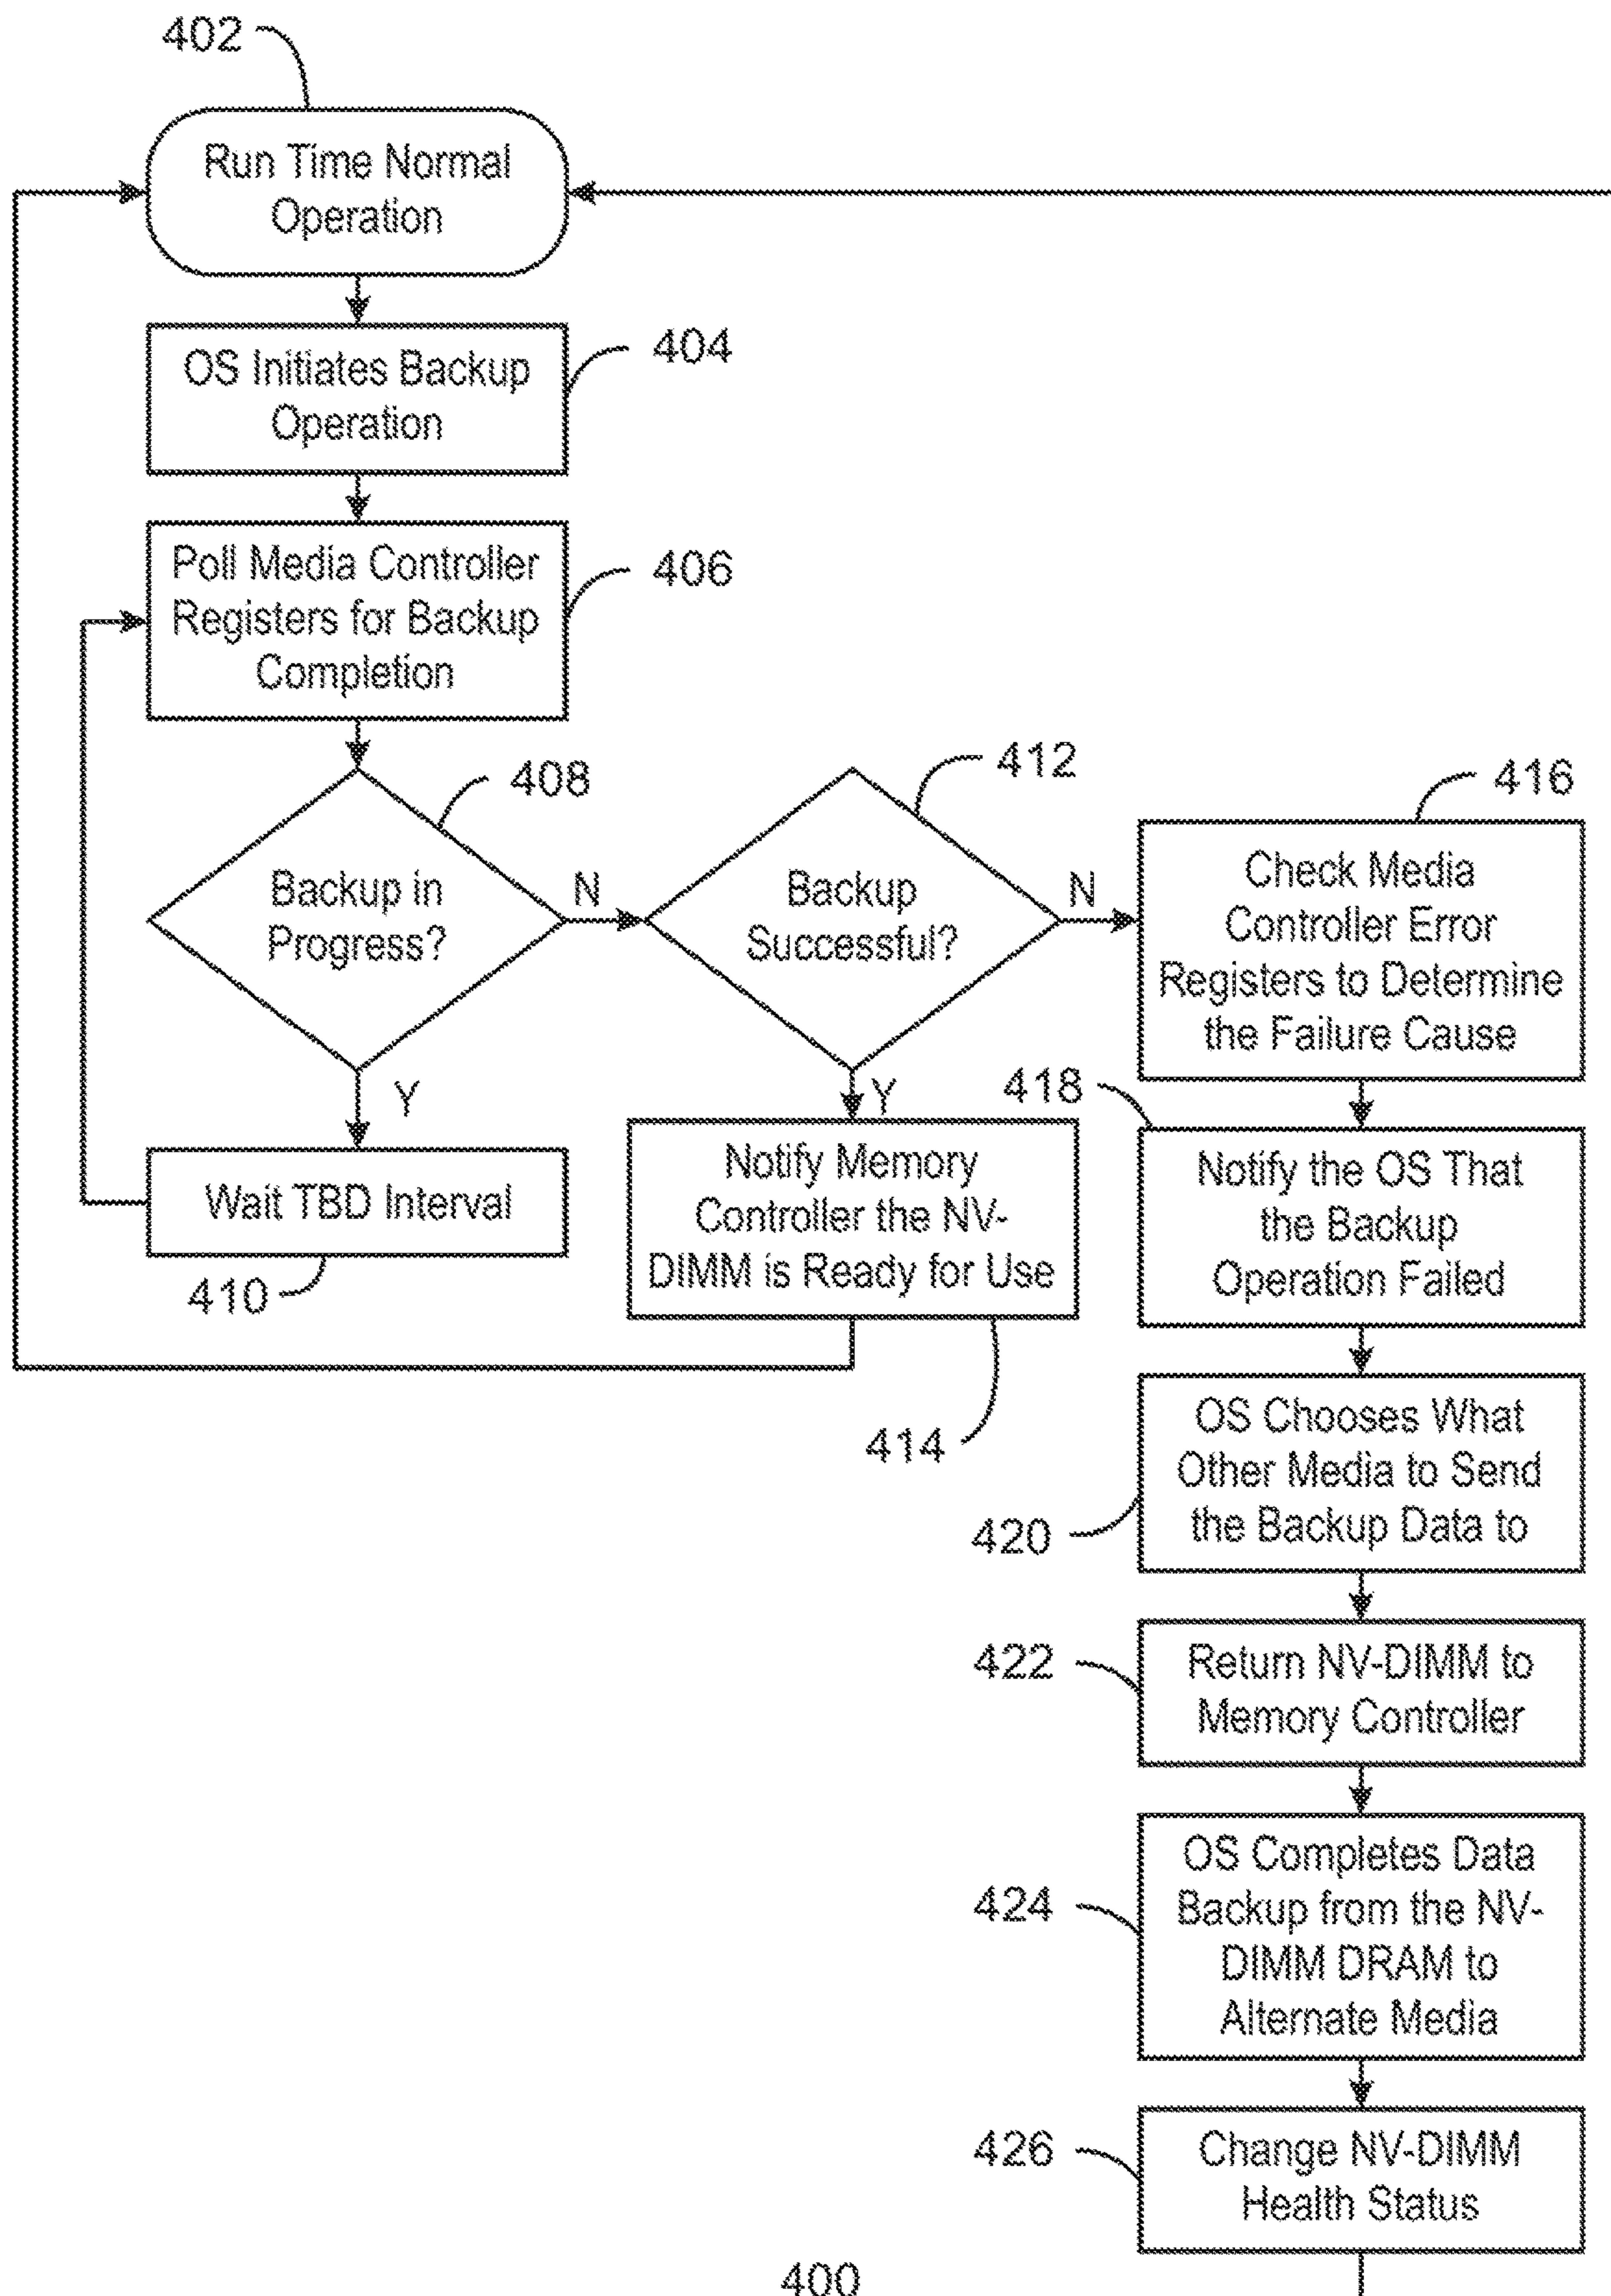 402
Run Time Normal
Operation
OS Initiates Backup
Operation
404
Poll Media Controller
Registers for Backup
Completion
406
Backup in
Progress?
408
N
Y
Wait TBD Interval
410
Backup
Successful?
412
N
Y
Notify Memory
Controller the NV-
DIMM is Ready for Use
414
416
Check Media
Controller Error
Registers to Determine
the Failure Cause
418
Notify the OS That
the Backup
Operation Failed
OS Chooses What
Other Media to Send
the Backup Data to
420
Return NV-DIMM to
Memory Controller
422
OS Completes Data
Backup from the NV-
DIMM DRAM to
Alternate Media
424
Change NV-DIMM
Health Status
426
400